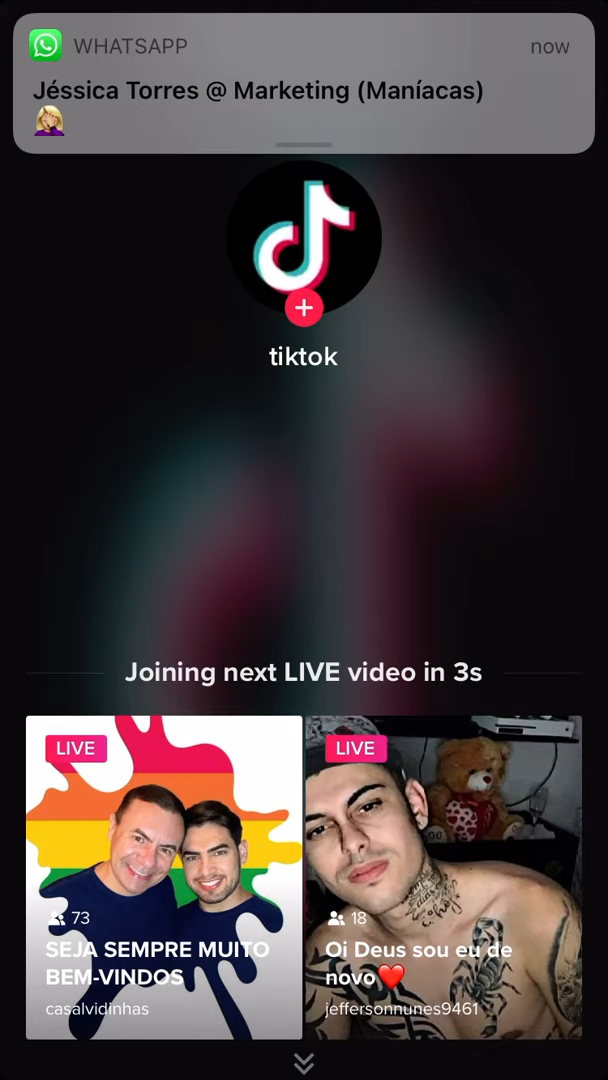 WHATSAPP now
Jéssica Torres @ Marketing (Maníacas)
🤦🏼‍♀️
tiktok
Joining next LIVE video in 3s
LIVE
73
SEJA SEMPRE MUITO
BEM-VINDOS
casalvidinhas
LIVE
18
Oi Deus sou eu de
novo❤️
jeffersonnunes9461